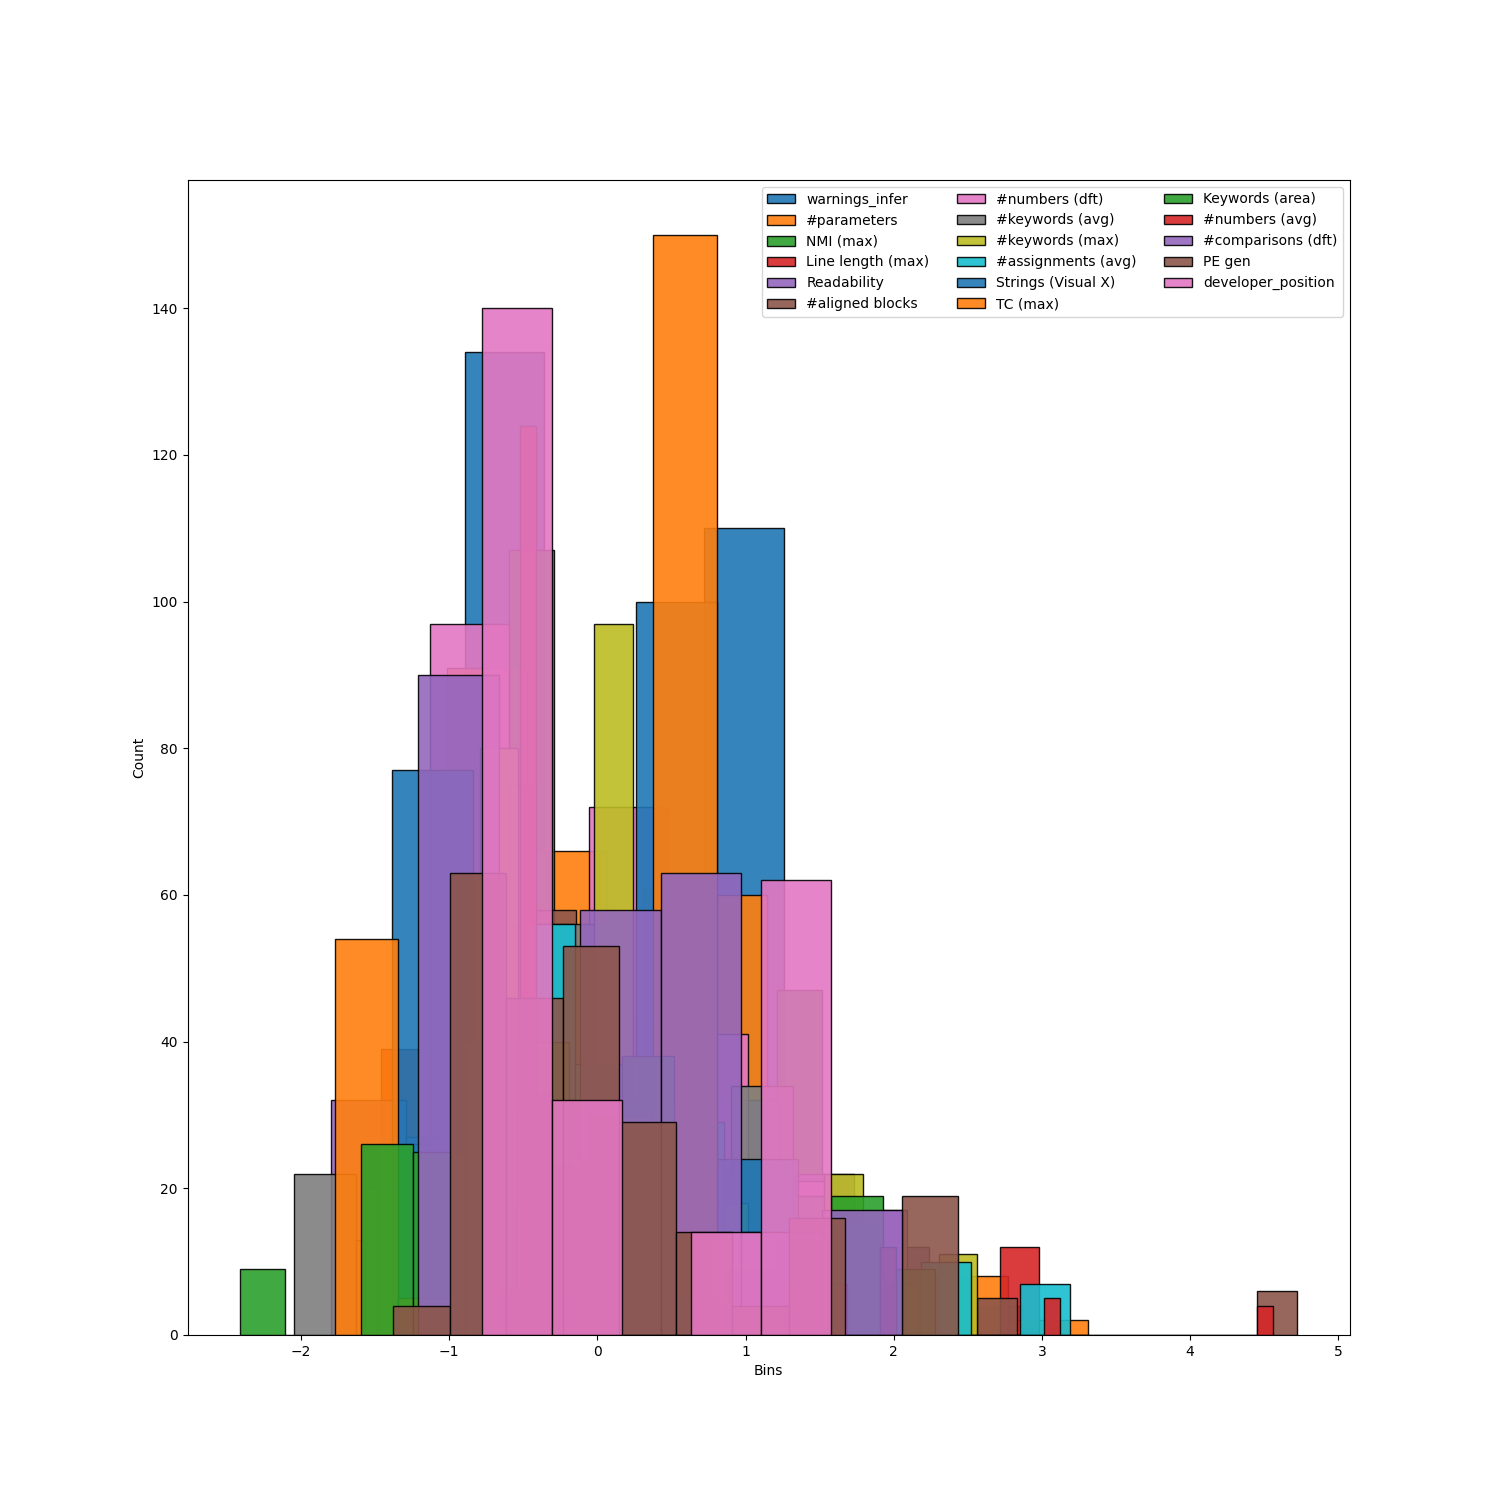 warnings_infer
#parameters
NMI (max)
Line length (max)
Readability
#aligned blocks
#numbers (dft)
#keywords (avg)
#keywords (max)
#assignments (avg)
Strings (Visual X)
TC (max)
Keywords (area)
#numbers (avg)
#comparisons (dft)
PE gen
developer_position
140
120
100
80
60
40
20
0
Count
−2 −1 0 1 2 3 4 5
Bins